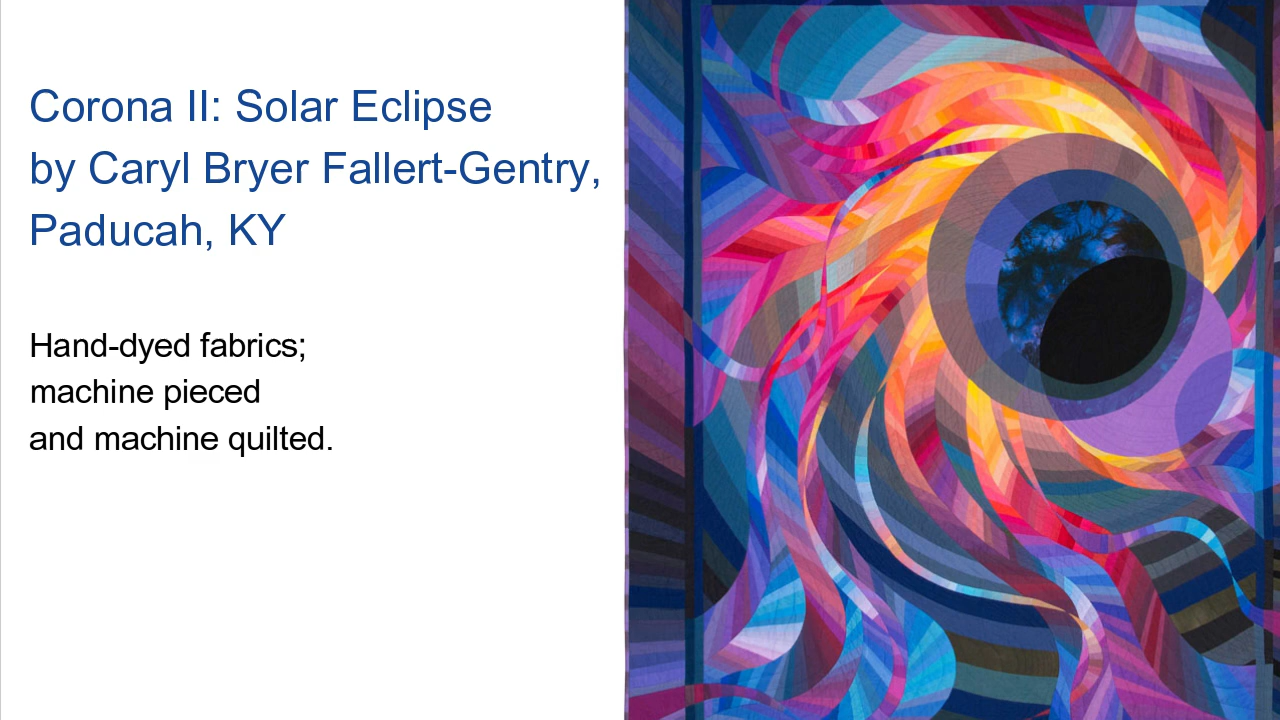 Corona II: Solar Eclipse
by Caryl Bryer Fallert-Gentry,
Paducah, KY
Hand-dyed fabrics;
machine pieced
and machine quilted.